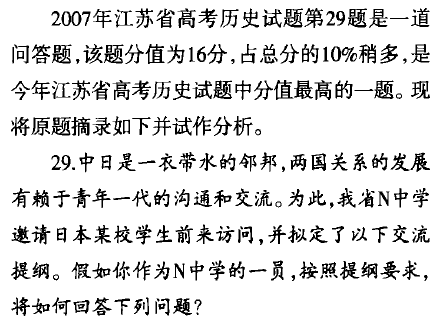 2007年江苏省高考历史试题第29题是一道
问答题,该题分值为16分,占总分的10%稍多,是
今年江苏省高考历史试题中分值最高的一题。现
将原题摘录如下并试作分析。
29.中日是一衣带水的邻邦,两国关系的发展
有赖于青年一代的沟通和交流。为此,我省N中学
邀请日本某校学生前来访问,并拟定了以下交流
提纲。假如你作为N中学的一员,按照提纲要求,
将如何回答下列问题?